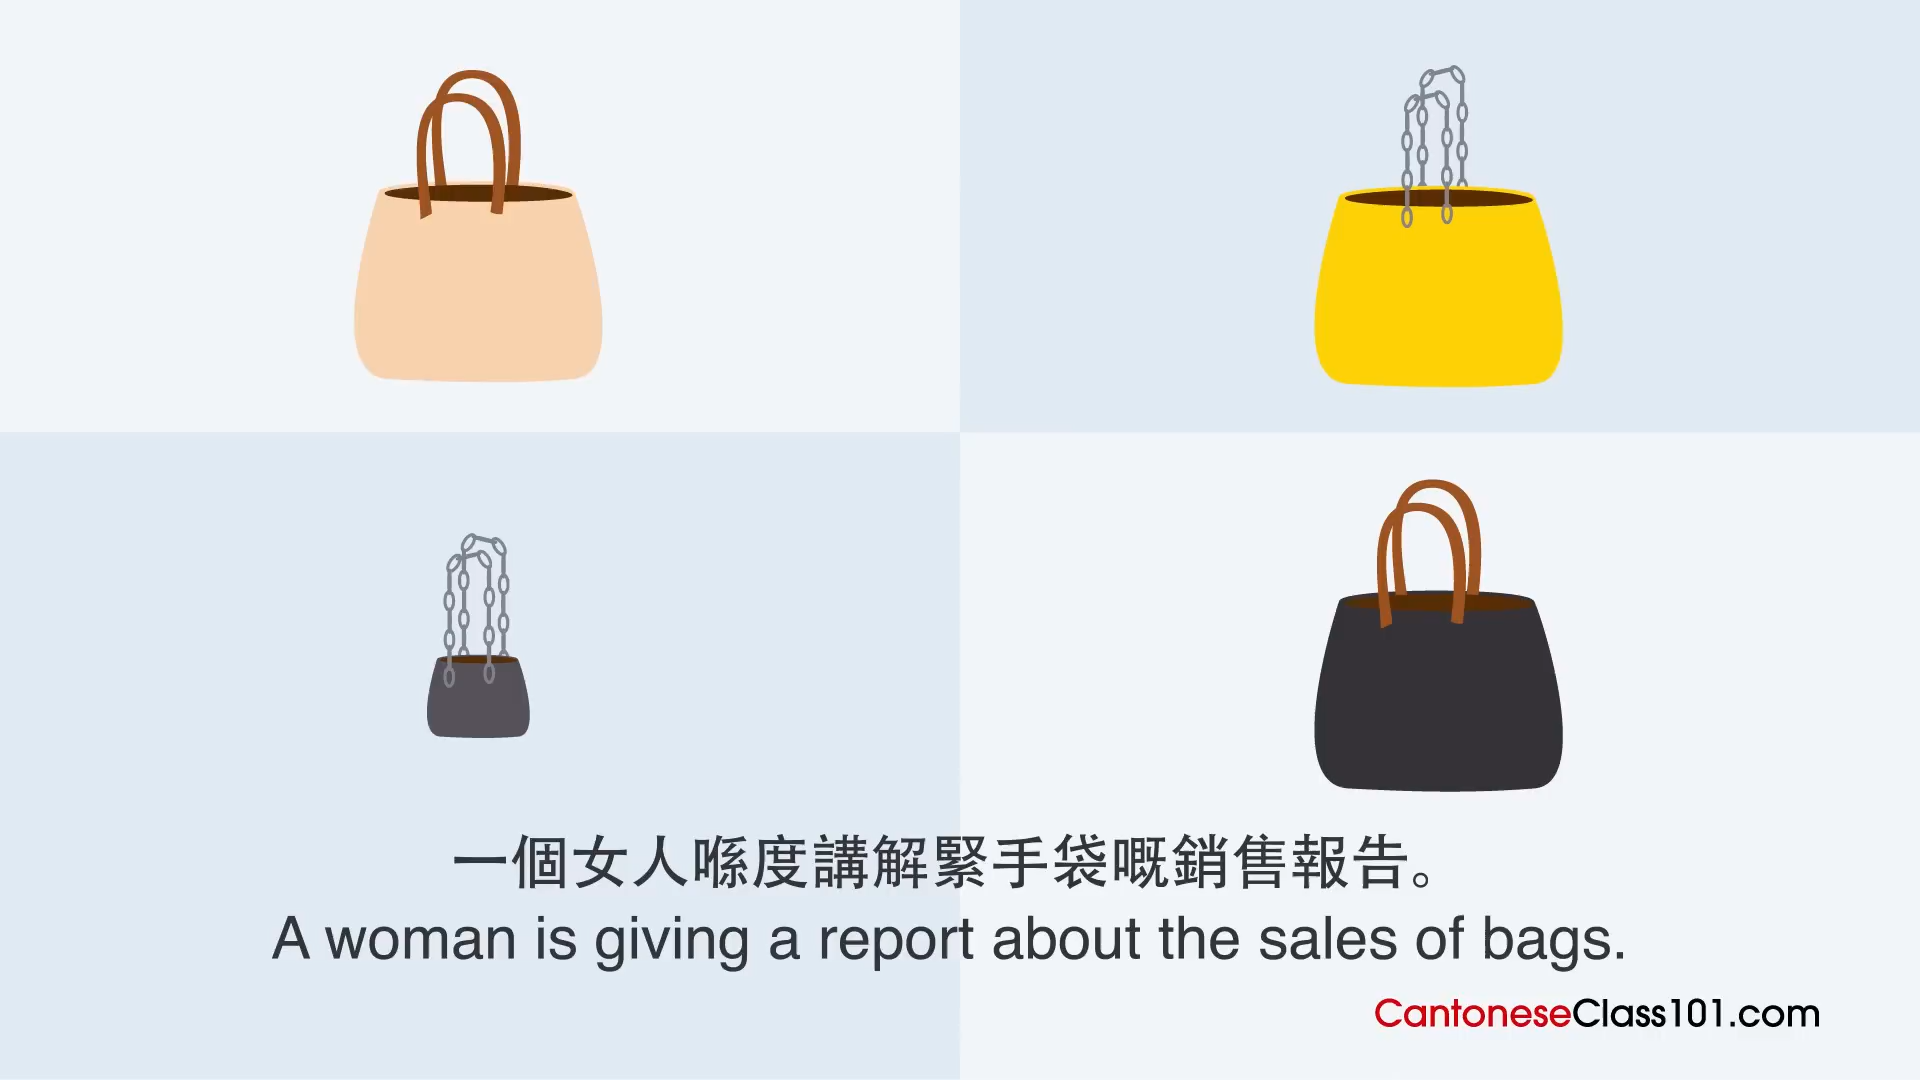 一個女人喺度講解緊手袋嘅銷售報告。
A woman is giving a report about the sales of bags.
CantoneseClass101.com